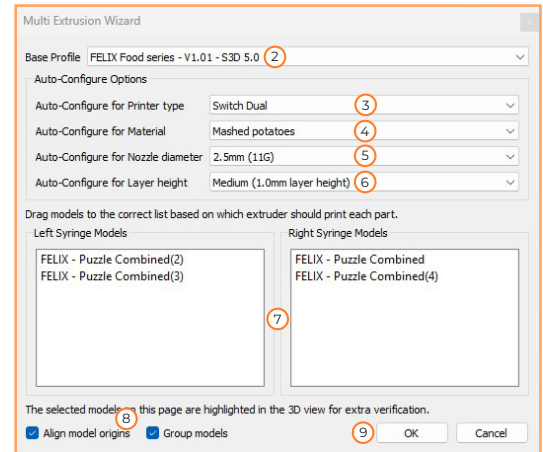 Multi Extrusion Wizard
x
Base Profile FELIX Food series - V1.01 - S3D 5.0 2
Auto-Configure Options
Auto-Configure for Printer type Switch Dual 3
Auto-Configure for Material Mashed potatoes 4
Auto-Configure for Nozzle diameter 2.5mm (11G) 5
Auto-Configure for Layer height Medium (1.0mm layer height) 6
Drag models to the correct list based on which extruder should print each part.
Left Syringe Models Right Syringe Models
FELIX - Puzzle Combined(2) FELIX - Puzzle Combined
FELIX - Puzzle Combined(3) FELIX - Puzzle Combined(4)
7
The selected models on this page are highlighted in the 3D view for extra verification.
8
Align model origins Group models 9 OK Cancel